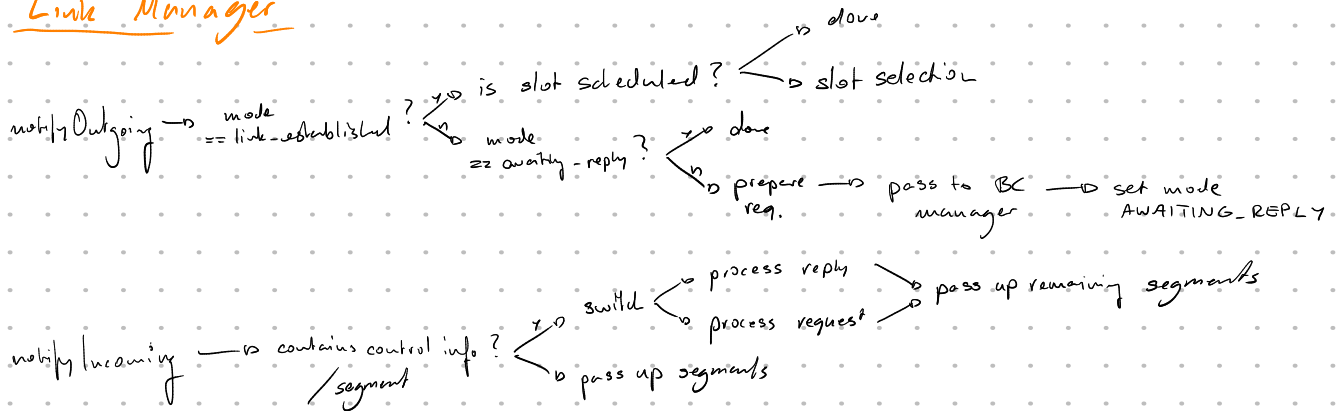 Link Manager
done
is slot scheduled?
y
slot selection
notifyOutgoing
mode
== link_established ?
n
mode
== awaiting_reply ?
y
done
n
prepare
req.
pass to BC
manager
set mode
AWAITING_REPLY
notifyIncoming
contains control info ?
/segment
y
switch
process reply
process request
pass up remaining segments
pass up segments